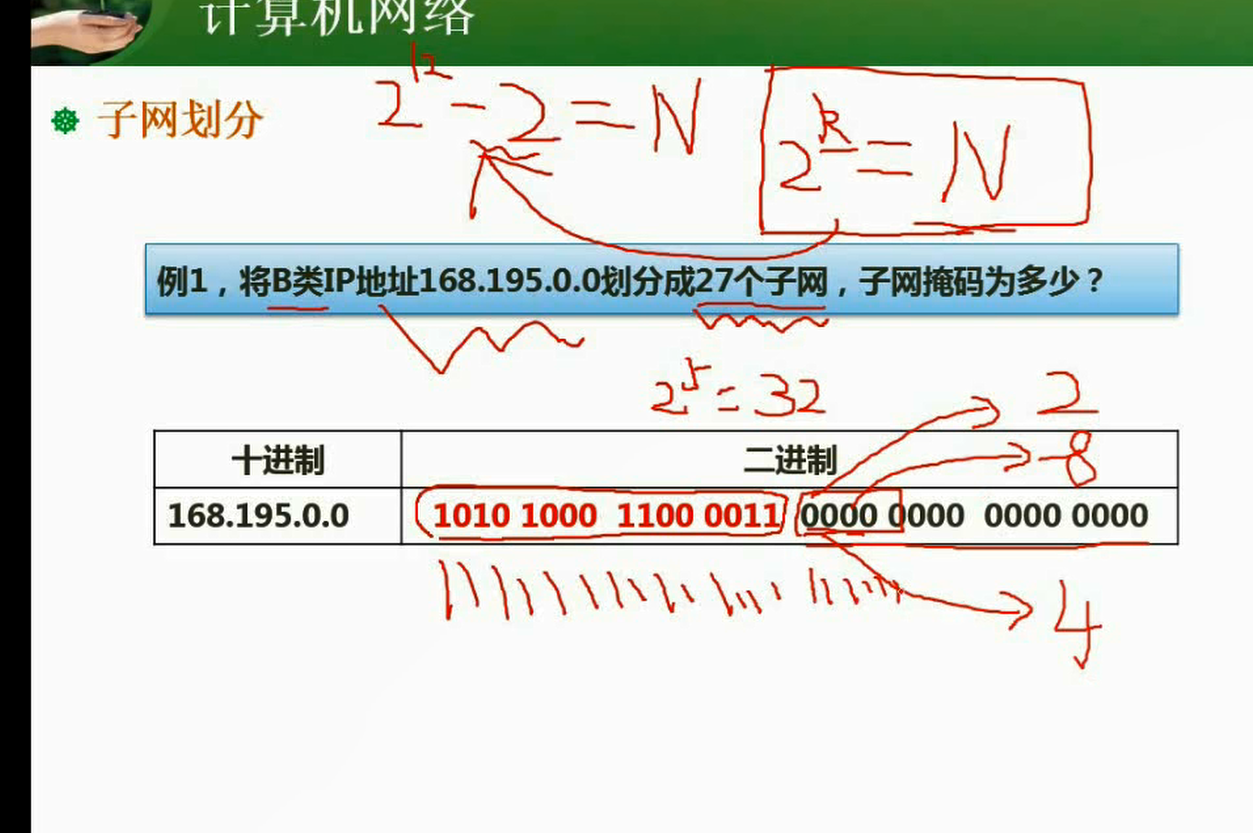 计算机网络
子网划分
2^12 - 2 = N
2^k = N
例1，将B类IP地址168.195.0.0划分成27个子网，子网掩码为多少？
2^5 = 32
2
8
十进制 二进制
168.195.0.0 1010 1000 1100 0011 0000 0000 0000 0000
4